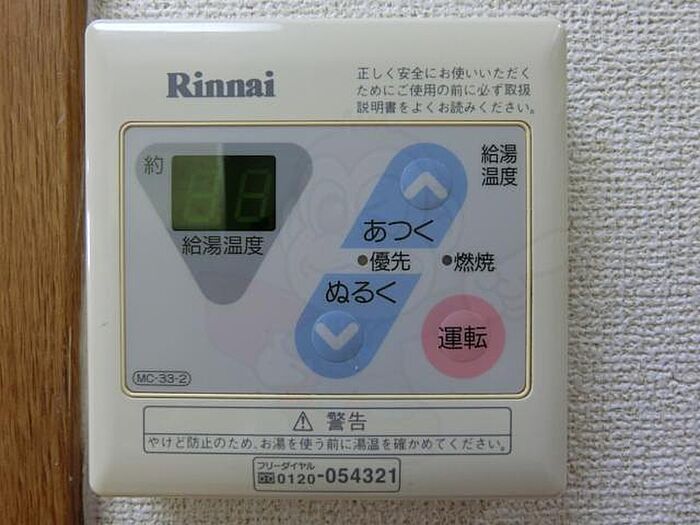 Rinnai
正しく安全にお使いいただく
ためにご使用の前に必ず取扱
説明書をよくお読みください。
約
給湯温度
給湯
温度
あつく
●優先 ●燃焼
ぬるく
運転
MC-33-2
⚠ 警告
やけど防止のため、お湯を使う前に湯温を確かめてください。
フリーダイヤル
0120-054321